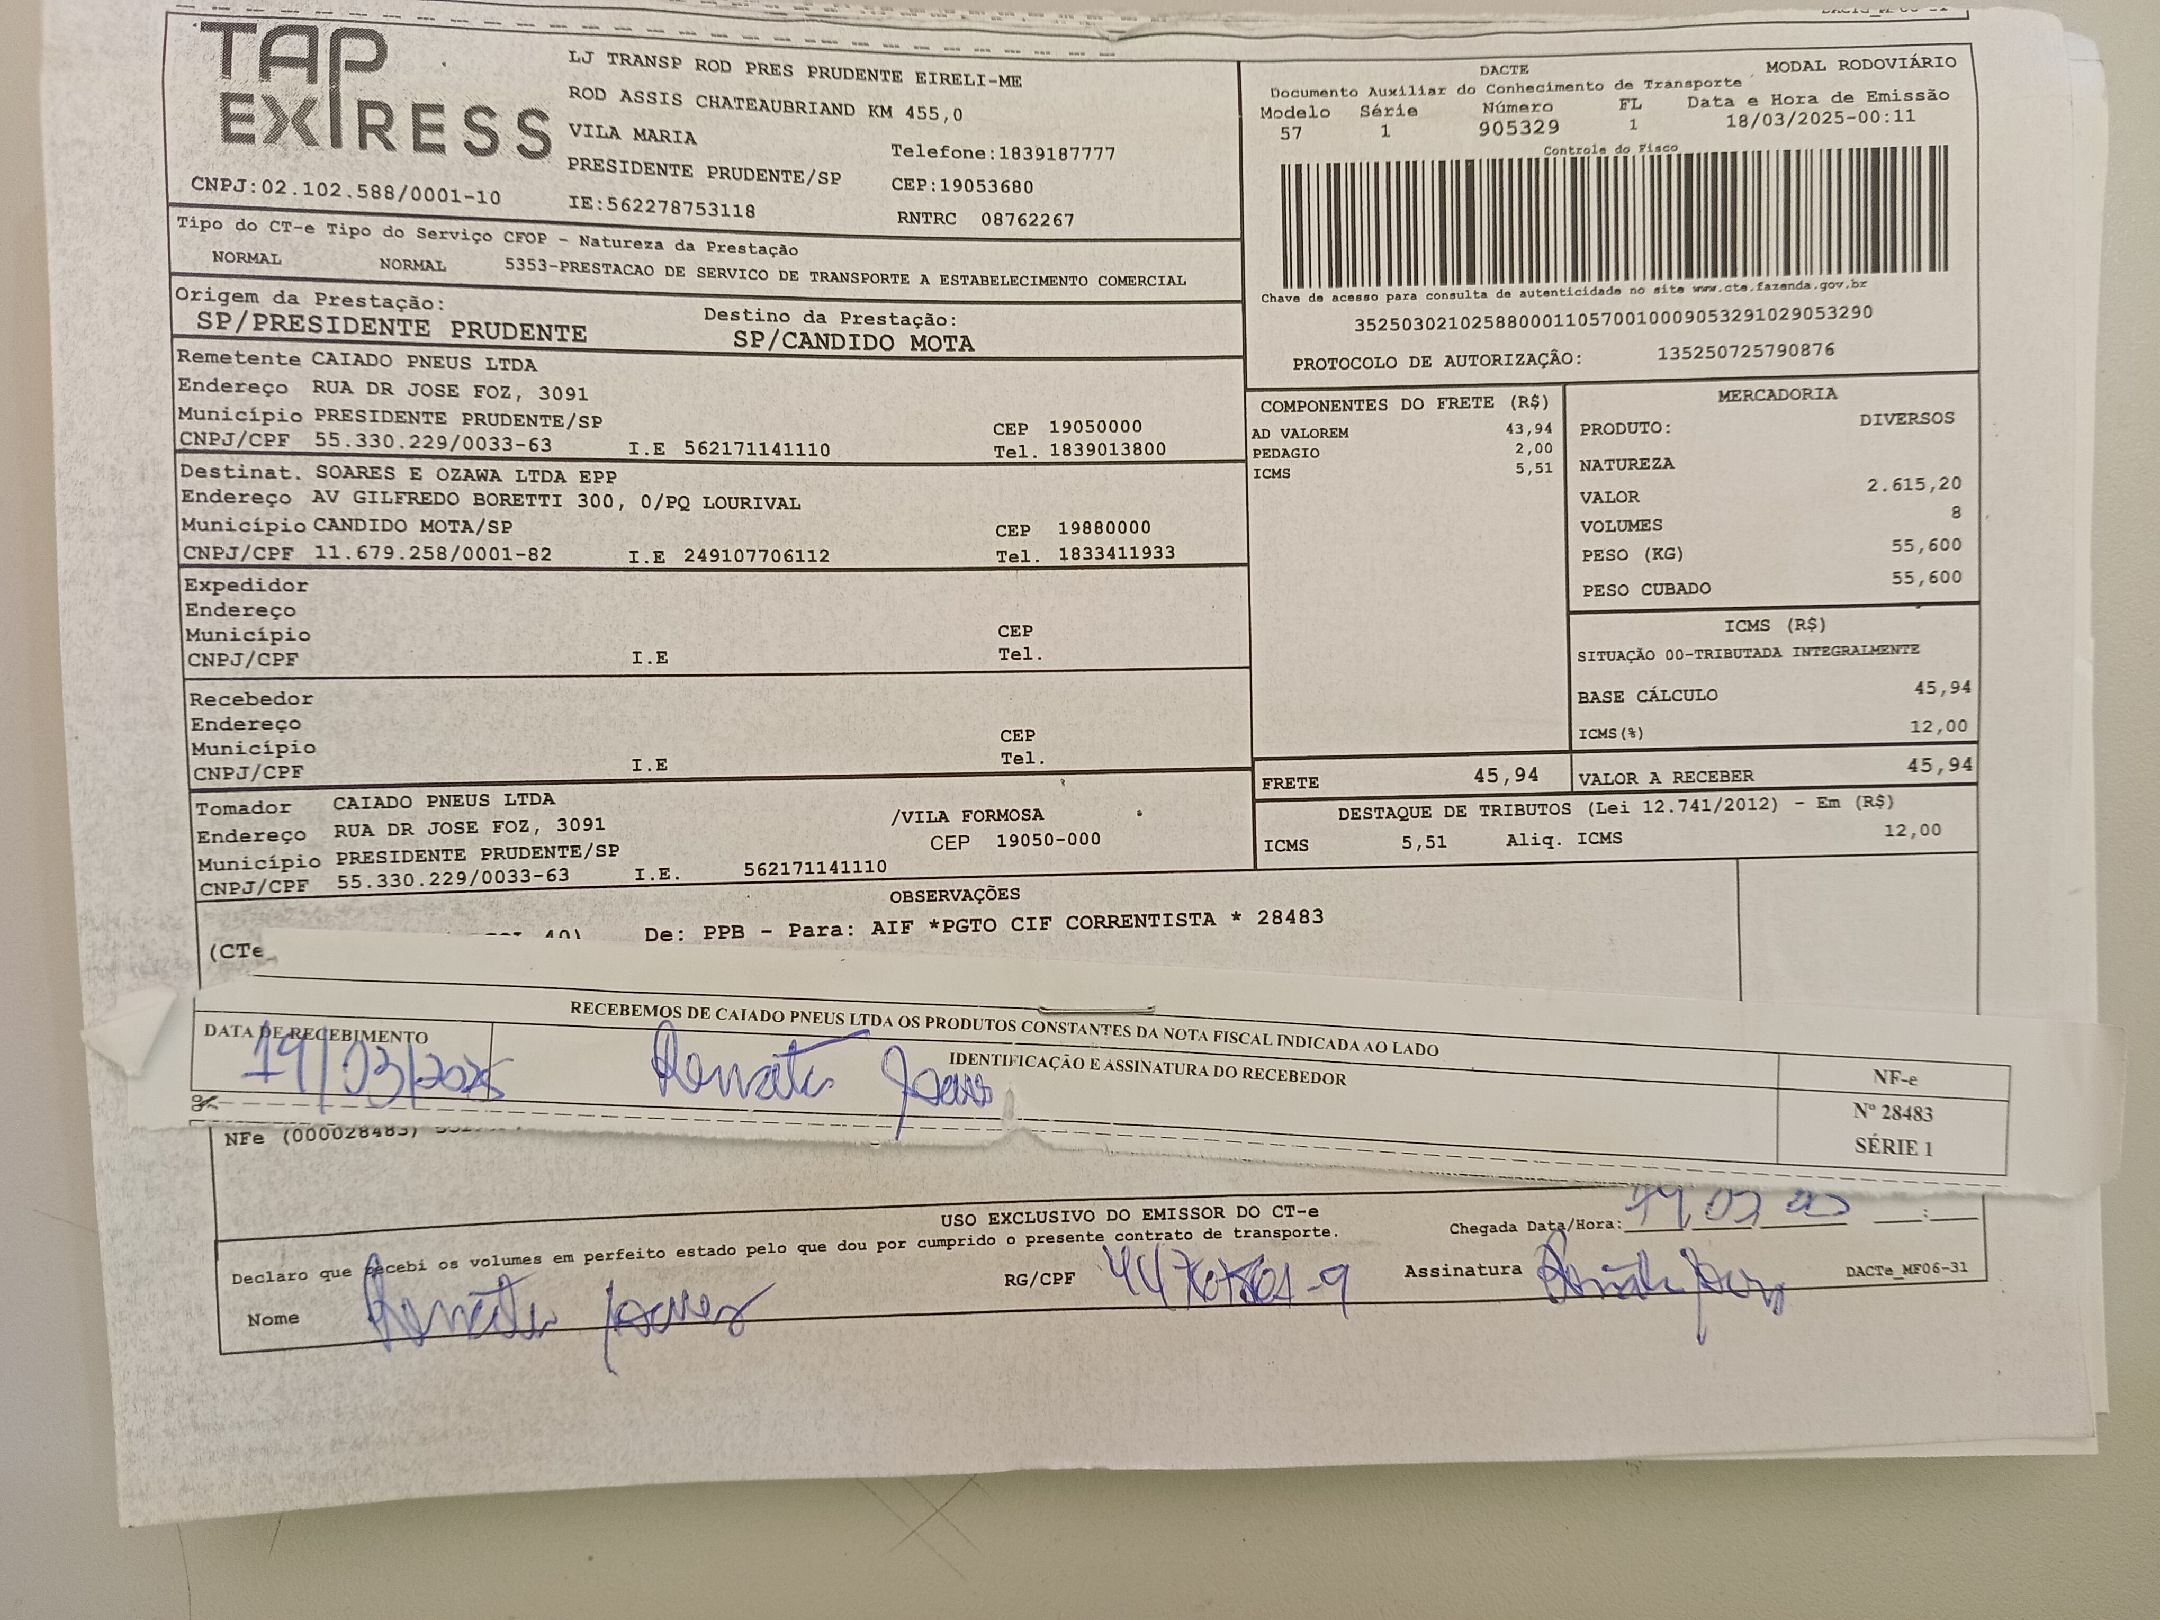 TAP
EXPRESS
CNPJ:02.102.588/0001-10
LJ TRANSP ROD PRES PRUDENTE EIRELI-ME
ROD ASSIS CHATEAUBRIAND KM 455,0
VILA MARIA
Telefone:1839187777
PRESIDENTE PRUDENTE/SP
CEP:19053680
IE:562278753118
RNTRC 08762267
DACTE
MODAL RODOVIÁRIO
Documento Auxiliar do Conhecimento de Transporte
Modelo Série Número FL Data e Hora de Emissão
57 1 905329 1 18/03/2025-00:11
Controle do Fisco
Chave de acesso para consulta de autenticidade no site www.cte.fazenda.gov.br
35250302102588000110570010009053291029053290
PROTOCOLO DE AUTORIZAÇÃO: 135250725790876
Tipo do CT-e Tipo do Serviço CFOP - Natureza da Prestação
NORMAL NORMAL 5353-PRESTACAO DE SERVICO DE TRANSPORTE A ESTABELECIMENTO COMERCIAL
Origem da Prestação: Destino da Prestação:
SP/PRESIDENTE PRUDENTE SP/CANDIDO MOTA
Remetente CAIADO PNEUS LTDA
Endereço RUA DR JOSE FOZ, 3091
Município PRESIDENTE PRUDENTE/SP CEP 19050000
CNPJ/CPF 55.330.229/0033-63 I.E 562171141110 Tel. 1839013800
Destinat. SOARES E OZAWA LTDA EPP
Endereço AV GILFREDO BORETTI 300, 0/PQ LOURIVAL
Município CANDIDO MOTA/SP CEP 19880000
CNPJ/CPF 11.679.258/0001-82 I.E 249107706112 Tel. 1833411933
Expedidor
Endereço
Município CEP
CNPJ/CPF I.E Tel.
Recebedor
Endereço
Município CEP
CNPJ/CPF I.E Tel.
Tomador CAIADO PNEUS LTDA
Endereço RUA DR JOSE FOZ, 3091 /VILA FORMOSA
Município PRESIDENTE PRUDENTE/SP CEP 19050-000
CNPJ/CPF 55.330.229/0033-63 I.E. 562171141110
COMPONENTES DO FRETE (R$)
AD VALOREM 43,94
PEDAGIO 2,00
ICMS 5,51
MERCADORIA
PRODUTO: DIVERSOS
NATUREZA
VALOR 2.615,20
VOLUMES 8
PESO (KG) 55,600
PESO CUBADO 55,600
ICMS (R$)
SITUAÇÃO 00-TRIBUTADA INTEGRALMENTE
BASE CÁLCULO 45,94
ICMS(%) 12,00
FRETE 45,94 VALOR A RECEBER 45,94
DESTAQUE DE TRIBUTOS (Lei 12.741/2012) - Em (R$)
ICMS 5,51 Aliq. ICMS 12,00
OBSERVAÇÕES
De: PPB - Para: AIF *PGTO CIF CORRENTISTA * 28483
(CTe
RECEBEMOS DE CAIADO PNEUS LTDA OS PRODUTOS CONSTANTES DA NOTA FISCAL INDICADA AO LADO
DATA DE RECEBIMENTO
19/03/2025
IDENTIFICAÇÃO E ASSINATURA DO RECEBEDOR
Renata Soares
NF-e
Nº 28483
SÉRIE 1
NFe (000028483)
USO EXCLUSIVO DO EMISSOR DO CT-e
Declaro que recebi os volumes em perfeito estado pelo que dou por cumprido o presente contrato de transporte.
Chegada Data/Hora: 19 03 25 :
Nome Renata Soares
RG/CPF
Assinatura Renata Soares
DACTe_MF06-31